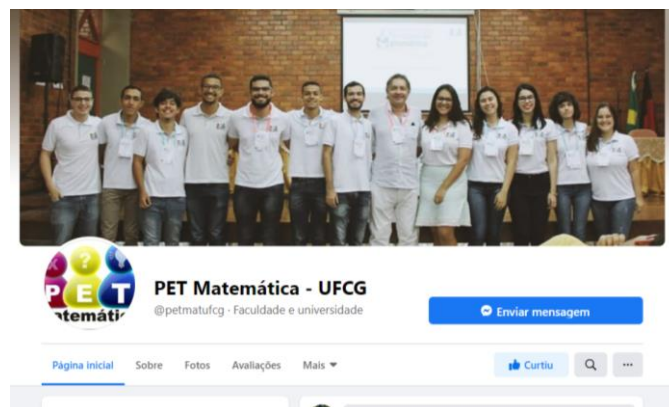 PET
PET Matemática - UFCG
@petmatufcg · Faculdade e universidade
Enviar mensagem
Página inicial Sobre Fotos Avaliações Mais
Curtiu